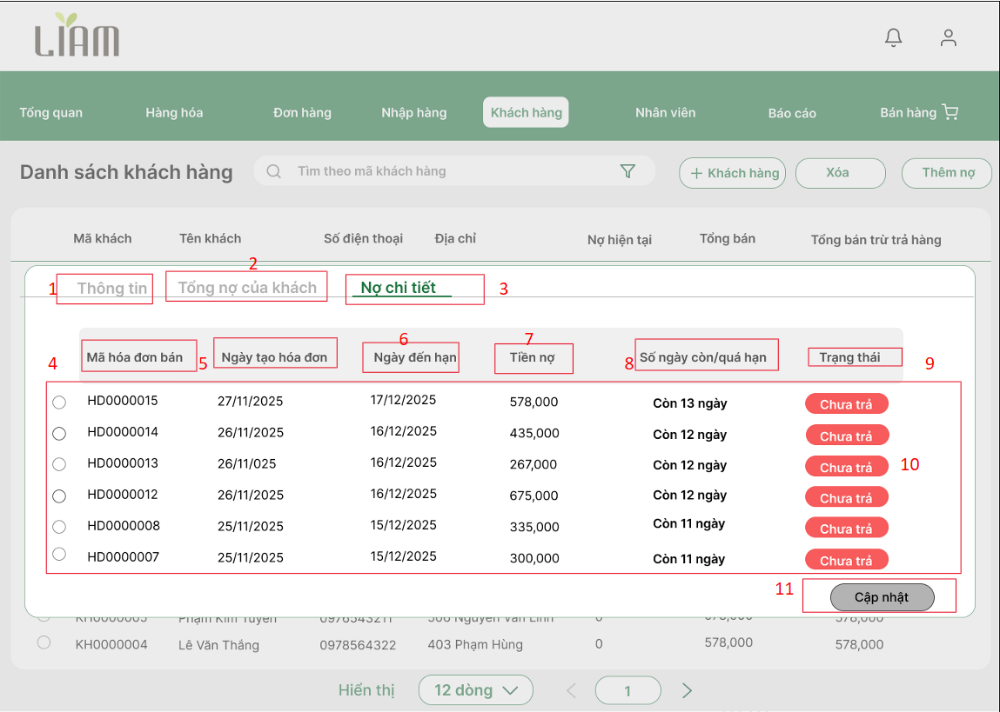 LIAM
Tổng quan Hàng hóa Đơn hàng Nhập hàng Khách hàng Nhân viên Báo cáo Bán hàng
Danh sách khách hàng Tìm theo mã khách hàng + Khách hàng Xóa Thêm nợ
Mã khách Tên khách Số điện thoại Địa chỉ Nợ hiện tại Tổng bán Tổng bán trừ trả hàng
1 Thông tin 2 Tổng nợ của khách Nợ chi tiết 3
4 Mã hóa đơn bán 5 Ngày tạo hóa đơn 6 Ngày đến hạn 7 Tiền nợ 8 Số ngày còn/quá hạn Trạng thái 9
HD0000015 27/11/2025 17/12/2025 578,000 Còn 13 ngày Chưa trả
HD0000014 26/11/2025 16/12/2025 435,000 Còn 12 ngày Chưa trả
HD0000013 26/11/025 16/12/2025 267,000 Còn 12 ngày Chưa trả 10
HD0000012 26/11/2025 16/12/2025 675,000 Còn 12 ngày Chưa trả
HD0000008 25/11/2025 15/12/2025 335,000 Còn 11 ngày Chưa trả
HD0000007 25/11/2025 15/12/2025 300,000 Còn 11 ngày Chưa trả
11 Cập nhật
KH0000005 Phạm Kim Tuyến 0976543211 506 Nguyễn Văn Linh 0 578,000 578,000
KH0000004 Lê Văn Thắng 0978564322 403 Phạm Hùng 0 578,000 578,000
Hiển thị 12 dòng 1